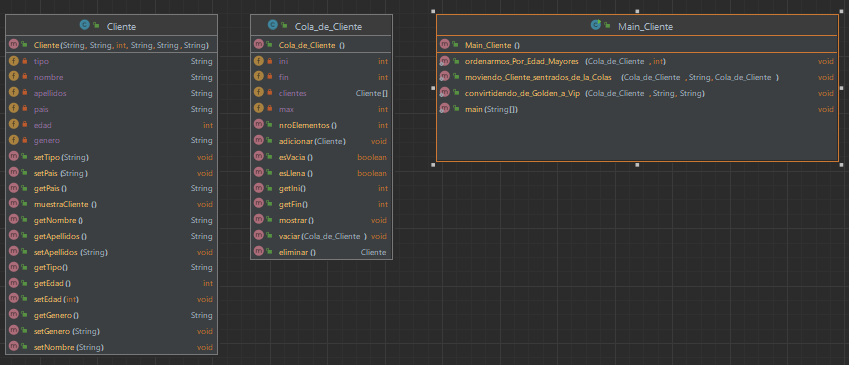 Cliente
Cliente(String, String, int, String, String, String)
tipo String
nombre String
apellidos String
pais String
edad int
genero String
setTipo(String) void
setPais(String) void
getPais() String
muestraCliente () void
getNombre() String
getApellidos() String
setApellidos(String) void
getTipo() String
getEdad() int
setEdad(int) void
getGenero() String
setGenero(String) void
setNombre(String) void
Cola_de_Cliente
Cola_de_Cliente ()
ini int
fin int
clientes Cliente[]
max int
nroElementos() int
adicionar(Cliente) void
esVacia() boolean
esLlena() boolean
getIni() int
getFin() int
mostrar() void
vaciar(Cola_de_Cliente ) void
eliminar() Cliente
Main_Cliente
Main_Cliente ()
ordenarmos_Por_Edad_Mayores (Cola_de_Cliente , int) void
moviendo_Cliente_sentrados_de_la_Colas (Cola_de_Cliente , String, Cola_de_Cliente ) void
convirtidendo_de_Golden_a_Vip (Cola_de_Cliente , String, String) void
main(String[]) void